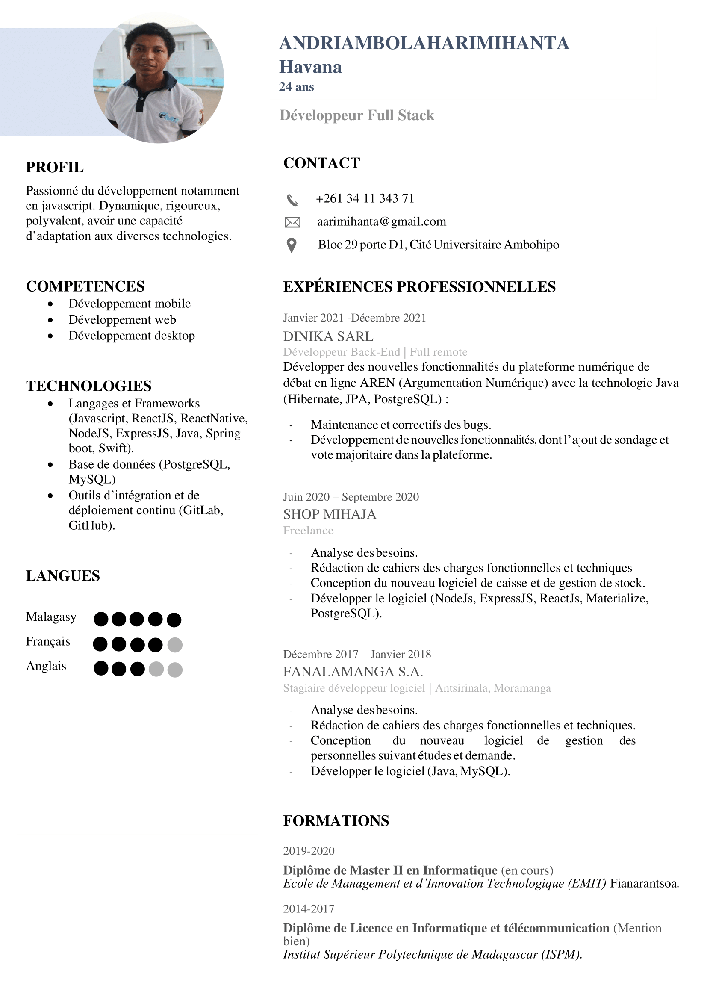 ANDRIAMBOLAHARIMIHANTA
Havana
24 ans
Développeur Full Stack
eMit
PROFIL
Passionné du développement notamment
en javascript. Dynamique, rigoureux,
polyvalent, avoir une capacité
d’adaptation aux diverses technologies.
COMPETENCES
• Développement mobile
• Développement web
• Développement desktop
TECHNOLOGIES
• Langages et Frameworks
(Javascript, ReactJS, ReactNative,
NodeJS, ExpressJS, Java, Spring
boot, Swift).
• Base de données (PostgreSQL,
MySQL)
• Outils d’intégration et de
déploiement continu (GitLab,
GitHub).
LANGUES
Malagasy
Français
Anglais
CONTACT
+261 34 11 343 71
aarimihanta@gmail.com
Bloc 29 porte D1, Cité Universitaire Ambohipo
EXPÉRIENCES PROFESSIONNELLES
Janvier 2021 -Décembre 2021
DINIKA SARL
Développeur Back-End | Full remote
Développer des nouvelles fonctionnalités du plateforme numérique de
débat en ligne AREN (Argumentation Numérique) avec la technologie Java
(Hibernate, JPA, PostgreSQL) :
- Maintenance et correctifs des bugs.
- Développement de nouvelles fonctionnalités, dont l’ajout de sondage et
vote majoritaire dans la plateforme.
Juin 2020 – Septembre 2020
SHOP MIHAJA
Freelance
- Analyse des besoins.
- Rédaction de cahiers des charges fonctionnelles et techniques
- Conception du nouveau logiciel de caisse et de gestion de stock.
- Développer le logiciel (NodeJs, ExpressJS, ReactJs, Materialize,
PostgreSQL).
Décembre 2017 – Janvier 2018
FANALAMANGA S.A.
Stagiaire développeur logiciel | Antsirinala, Moramanga
- Analyse des besoins.
- Rédaction de cahiers des charges fonctionnelles et techniques.
- Conception du nouveau logiciel de gestion des
personnelles suivant études et demande.
- Développer le logiciel (Java, MySQL).
FORMATIONS
2019-2020
Diplôme de Master II en Informatique (en cours)
Ecole de Management et d’Innovation Technologique (EMIT) Fianarantsoa.
2014-2017
Diplôme de Licence en Informatique et télécommunication (Mention
bien)
Institut Supérieur Polytechnique de Madagascar (ISPM).